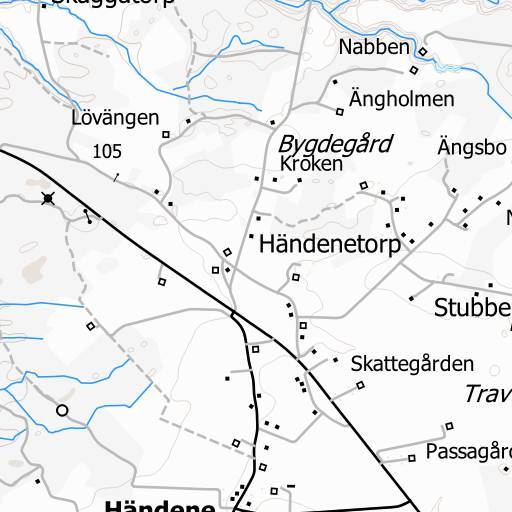 Nabben
Ängholmen
Lövängen
Bygdegård
105
Kroken
Ängsbo
Händenetorp
Stubbe
Skattegården
Trav
Passagård
Händene